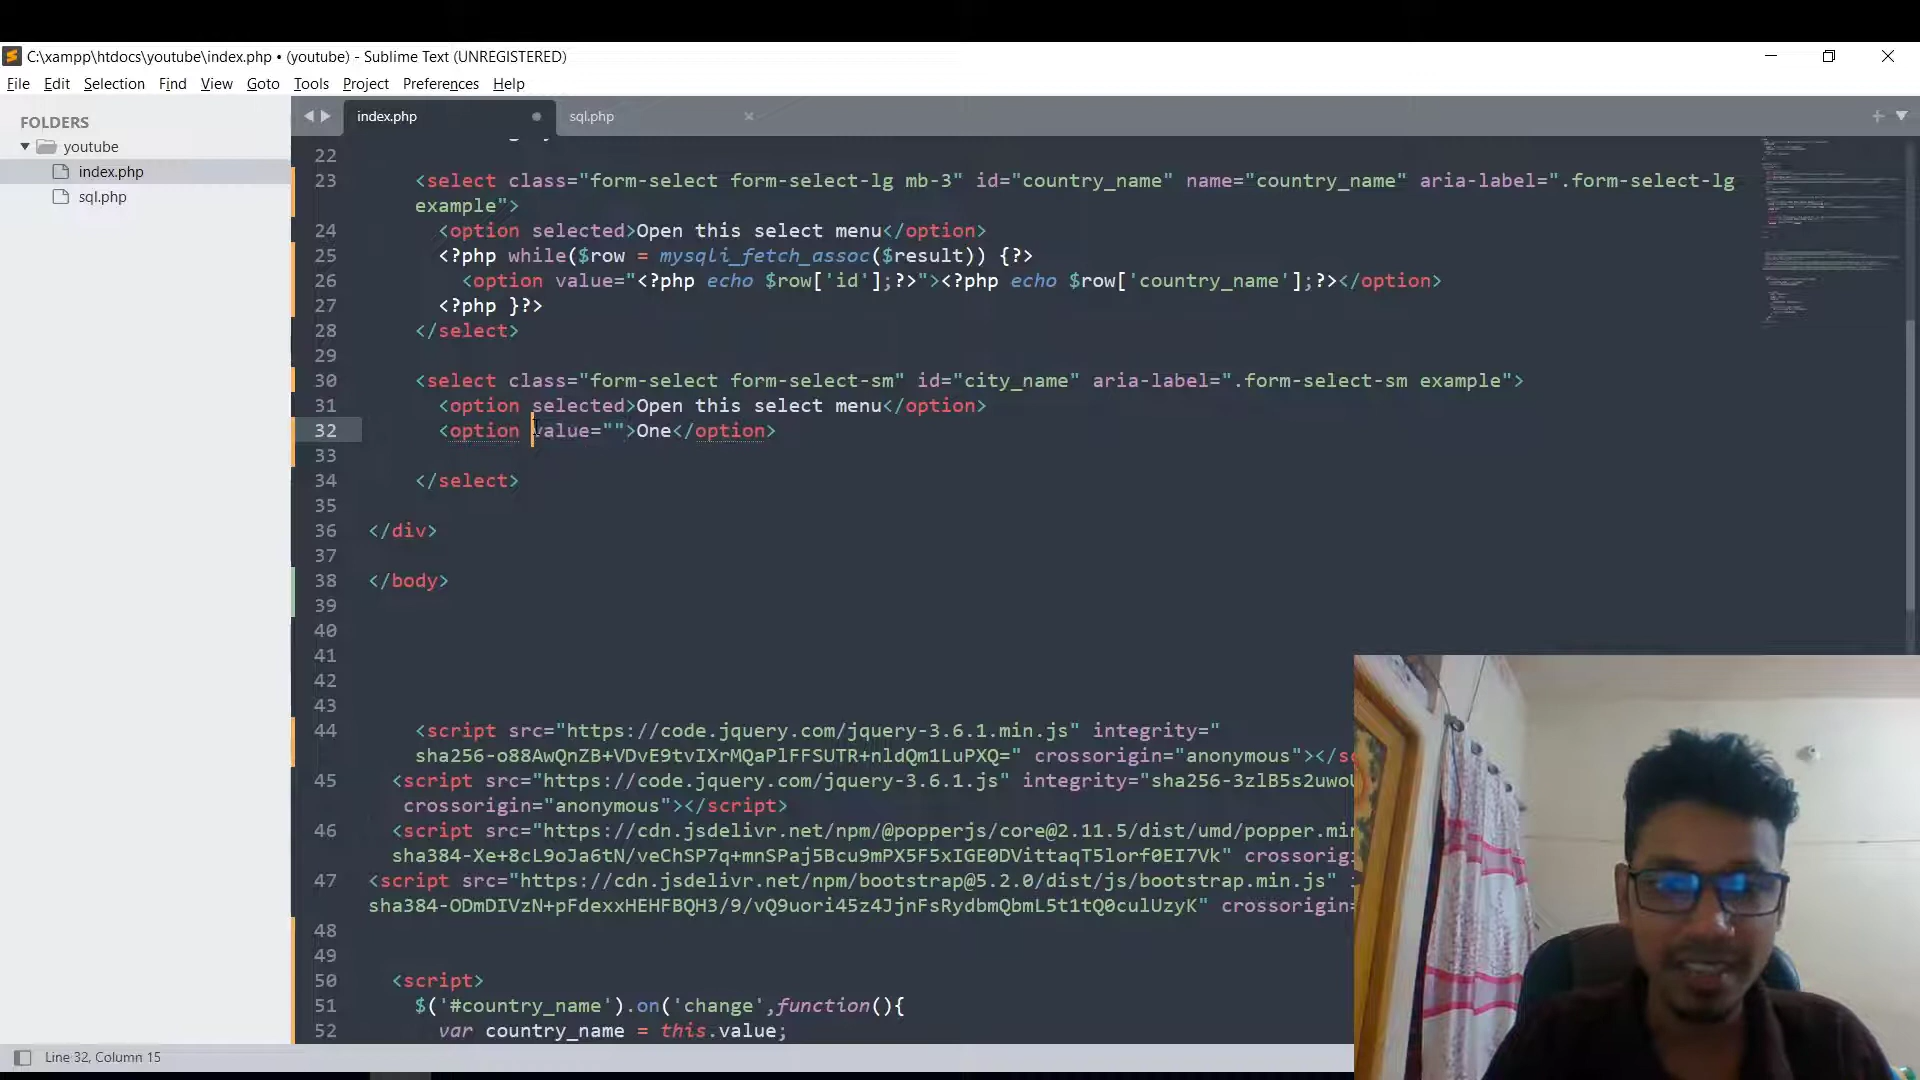 C:\xampp\htdocs\youtube\index.php • (youtube) - Sublime Text (UNREGISTERED)
File Edit Selection Find View Goto Tools Project Preferences Help
FOLDERS
youtube
index.php
sql.php
index.php sql.php
22
23 <select class="form-select form-select-lg mb-3" id="country_name" name="country_name" aria-label=".form-select-lg
example">
24 <option selected>Open this select menu</option>
25 <?php while($row = mysqli_fetch_assoc($result)) {?>
26 <option value="<?php echo $row['id'];?>"><?php echo $row['country_name'];?></option>
27 <?php }?>
28 </select>
29
30 <select class="form-select form-select-sm" id="city_name" aria-label=".form-select-sm example">
31 <option selected>Open this select menu</option>
32 <option value="">One</option>
33
34 </select>
35
36 </div>
37
38 </body>
39
40
41
42
43
44 <script src="https://code.jquery.com/jquery-3.6.1.min.js" integrity="
sha256-o88AwQnZB+VDvE9tvIXrMQaPlFFSUTR+nldQm1LuPXQ=" crossorigin="anonymous"></sc
45 <script src="https://code.jquery.com/jquery-3.6.1.js" integrity="sha256-3zlB5s2uwoU
crossorigin="anonymous"></script>
46 <script src="https://cdn.jsdelivr.net/npm/@popperjs/core@2.11.5/dist/umd/popper.min
sha384-Xe+8cL9oJa6tN/veChSP7q+mnSPaj5Bcu9mPX5F5xIGE0DVittaqT5lorf0EI7Vk" crossorigi
47 <script src="https://cdn.jsdelivr.net/npm/bootstrap@5.2.0/dist/js/bootstrap.min.js"
sha384-ODmDIVzN+pFdexxHEHFBQH3/9/vQ9uori45z4JjnFsRydbmQbmL5t1tQ0culUzyK" crossorigin=
48
49
50 <script>
51 $('#country_name').on('change',function(){
52 var country_name = this.value;
Line 32, Column 15